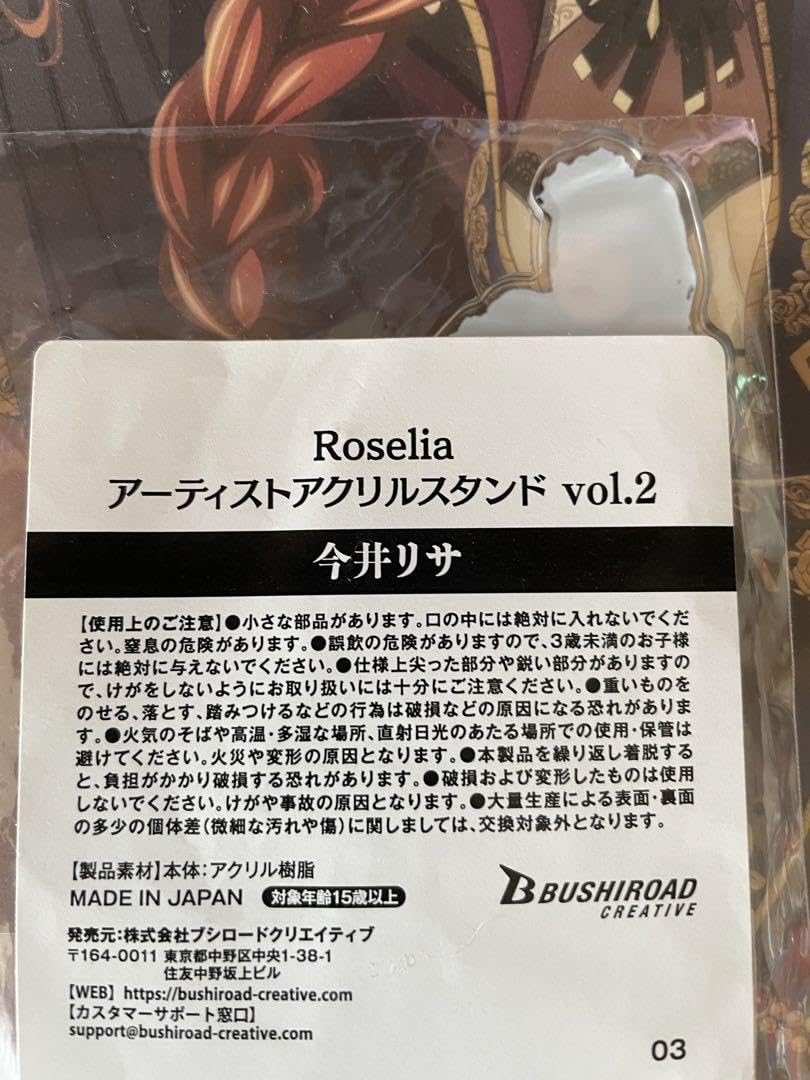 Roselia
アーティストアクリルスタンド vol.2
今井リサ
【使用上のご注意】●小さな部品があります。口の中には絶対に入れないでくだ
さい。窒息の危険があります。●誤飲の危険がありますので、3歳未満のお子様
には絶対に与えないでください。●仕様上尖った部分や鋭い部分がありますの
で、けがをしないようにお取り扱いには十分にご注意ください。●重いものを
のせる、落とす、踏みつけるなどの行為は破損などの原因になる恐れがありま
す。●火気のそばや高温・多湿な場所、直射日光のあたる場所での使用・保管は
避けてください。火災や変形の原因となります。●本製品を繰り返し着脱する
と、負担がかかり破損する恐れがあります。●破損および変形したものは使用
しないでください。けがや事故の原因となります。●大量生産による表面・裏面
の多少の個体差(微細な汚れや傷)に関しましては、交換対象外となります。
【製品素材】本体：アクリル樹脂
MADE IN JAPAN 対象年齢15歳以上
BUSHIROAD
CREATIVE
発売元：株式会社ブシロードクリエイティブ
〒164-0011 東京都中野区中央1-38-1
住友中野坂上ビル
【WEB】https://bushiroad-creative.com
【カスタマーサポート窓口】
support@bushiroad-creative.com
03